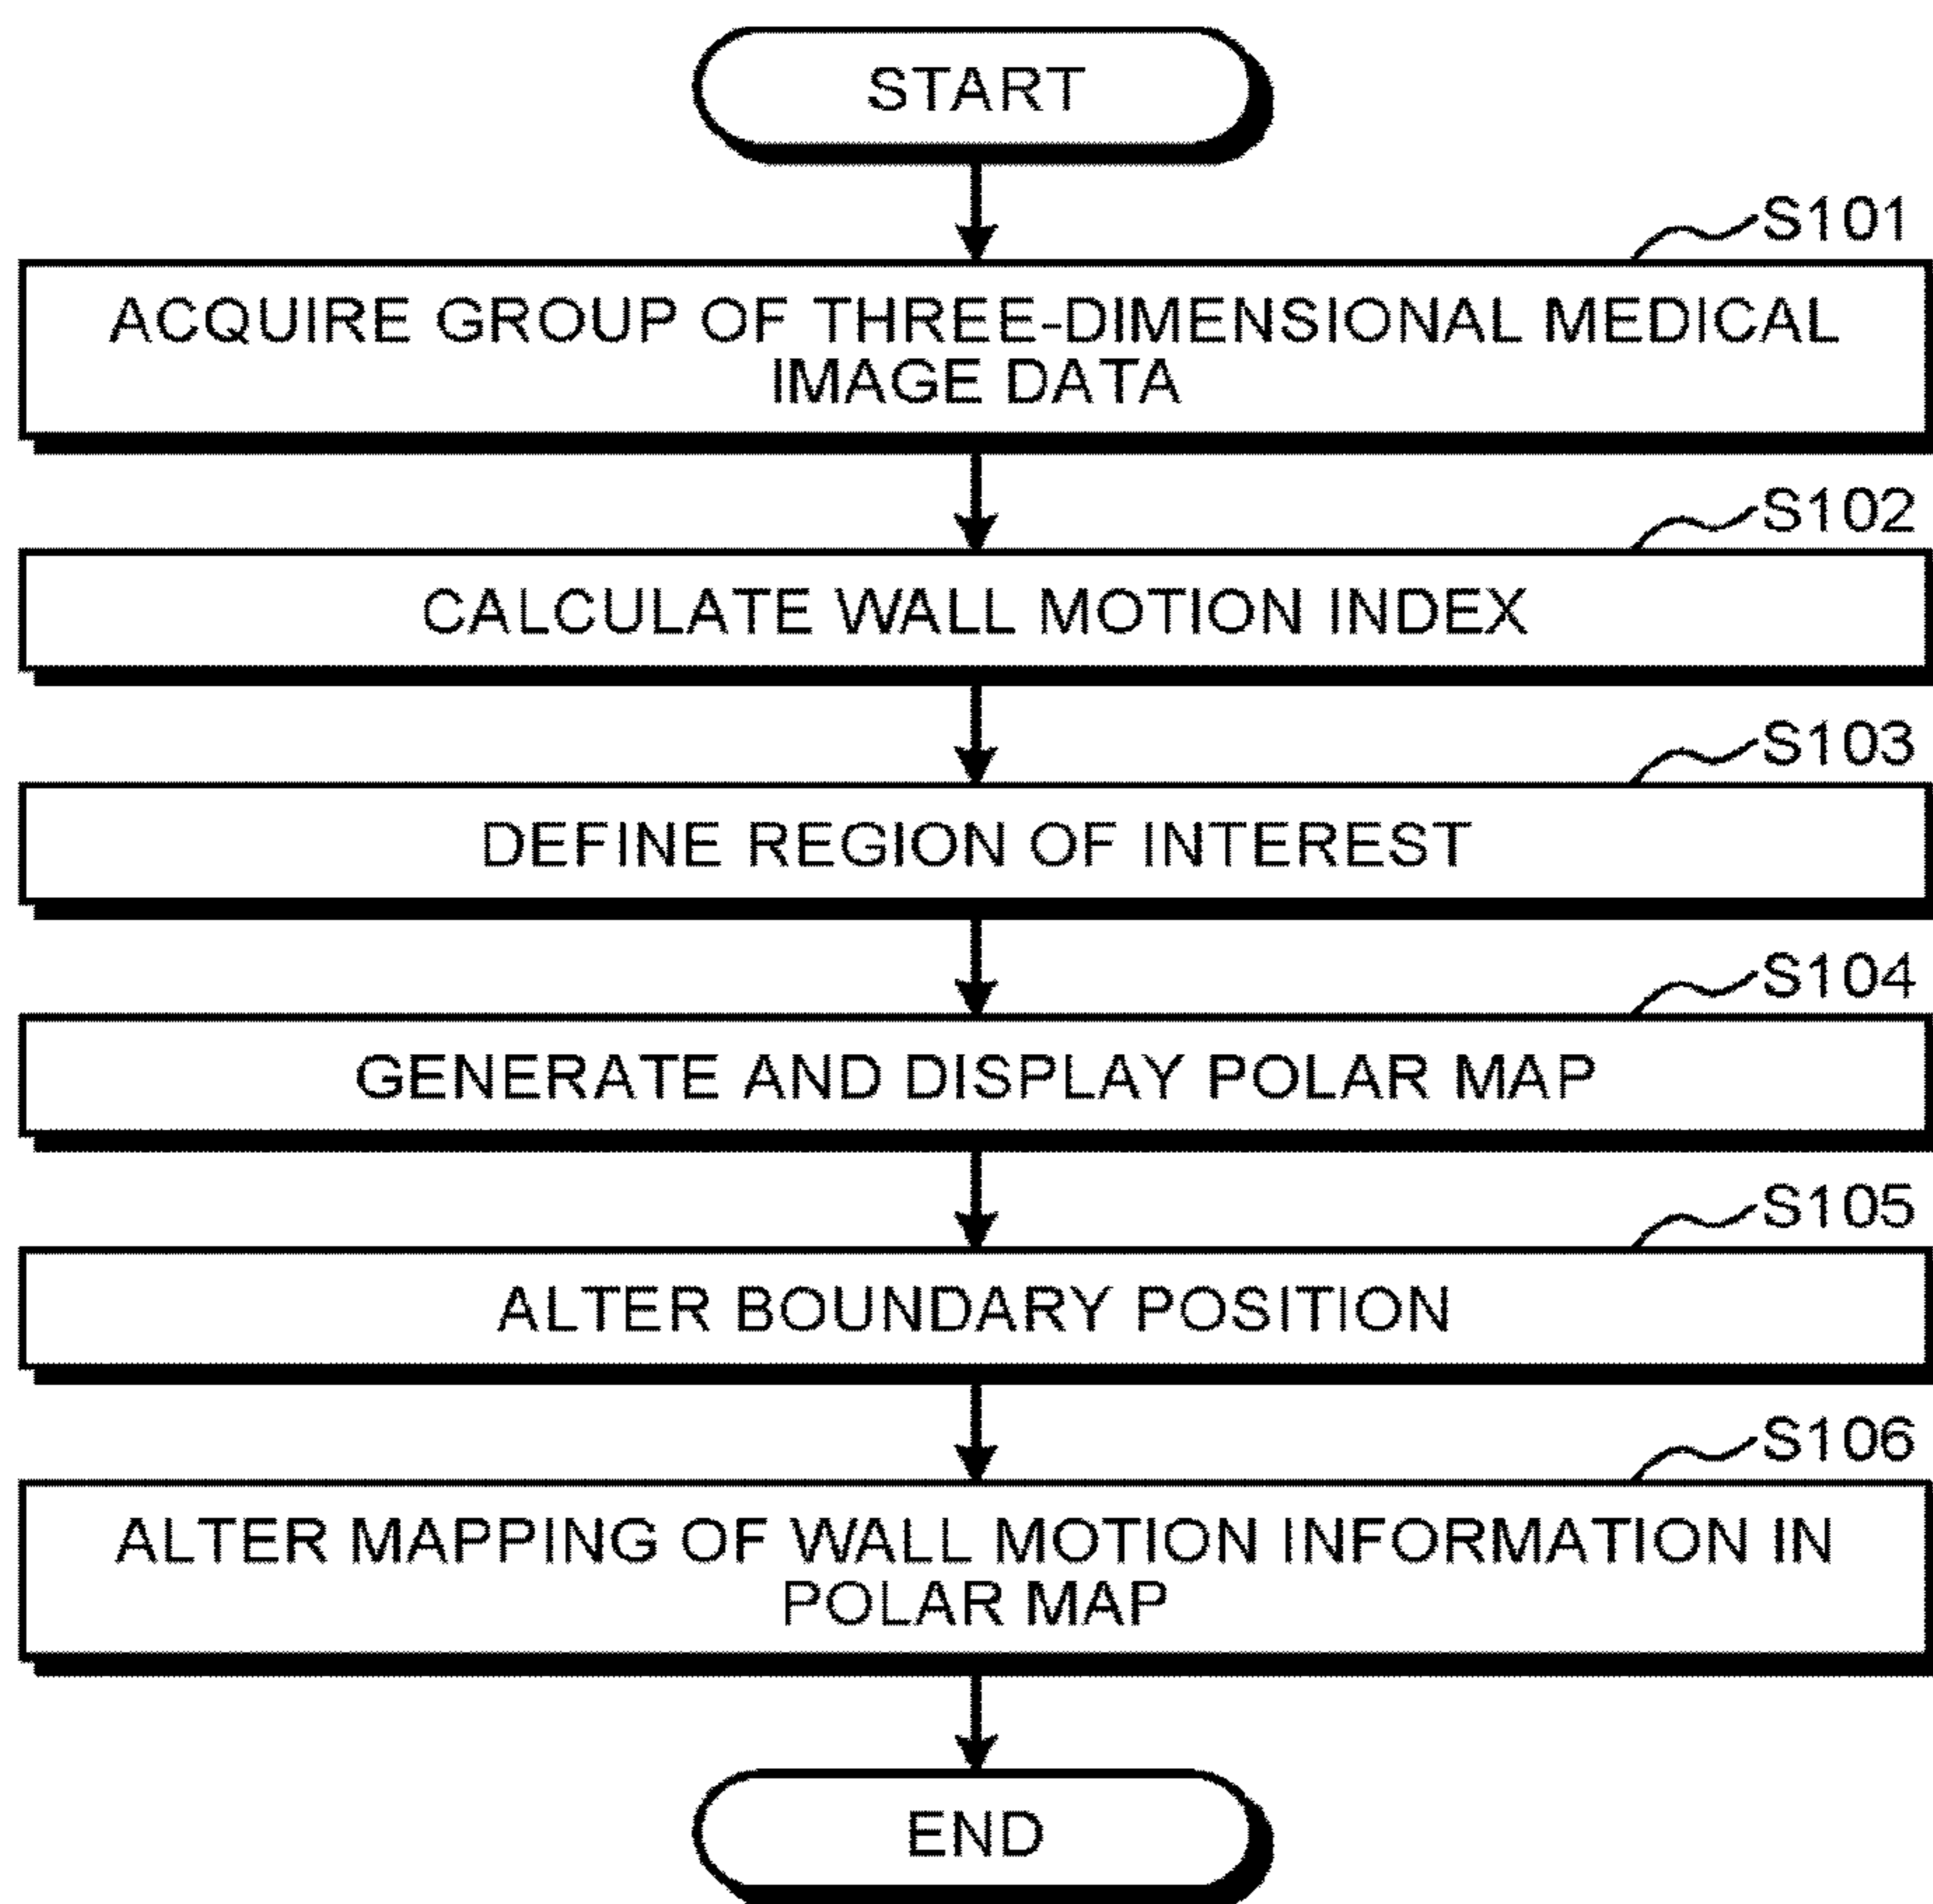 START
S101
ACQUIRE GROUP OF THREE-DIMENSIONAL MEDICAL
IMAGE DATA
S102
CALCULATE WALL MOTION INDEX
S103
DEFINE REGION OF INTEREST
S104
GENERATE AND DISPLAY POLAR MAP
S105
ALTER BOUNDARY POSITION
S106
ALTER MAPPING OF WALL MOTION INFORMATION IN
POLAR MAP
END